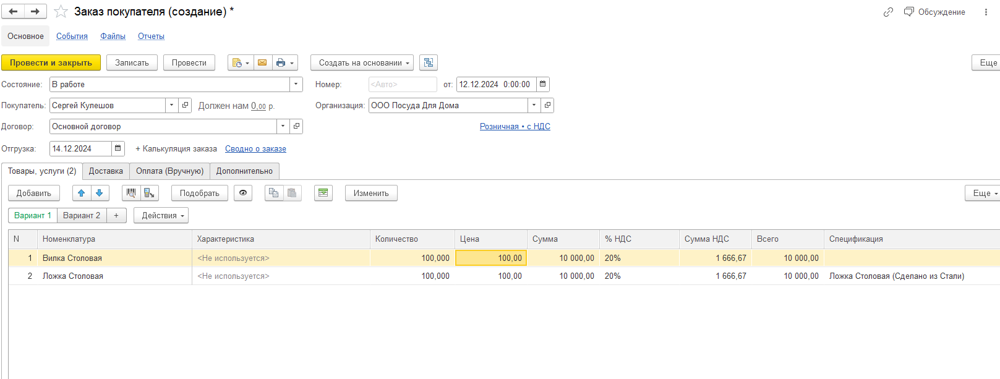 Заказ покупателя (создание) *
Обсуждение
Основное События Файлы Отчеты
Провести и закрыть Записать Провести Создать на основании Еще
Состояние: В работе Номер: <Авто> от: 12.12.2024 0:00:00
Покупатель: Сергей Кулешов Должен нам 0,00 р. Организация: ООО Посуда Для Дома
Договор: Основной договор Розничная • с НДС
Отгрузка: 14.12.2024 + Калькуляция заказа Сводно о заказе
Товары, услуги (2) Доставка Оплата (Вручную) Дополнительно
Добавить Подобрать Изменить Еще
Вариант 1 Вариант 2 + Действия
N Номенклатура Характеристика Количество Цена Сумма % НДС Сумма НДС Всего Спецификация
1 Вилка Столовая <Не используется> 100,000 100,00 10 000,00 20% 1 666,67 10 000,00
2 Ложка Столовая <Не используется> 100,000 100,00 10 000,00 20% 1 666,67 10 000,00 Ложка Столовая (Сделано из Стали)